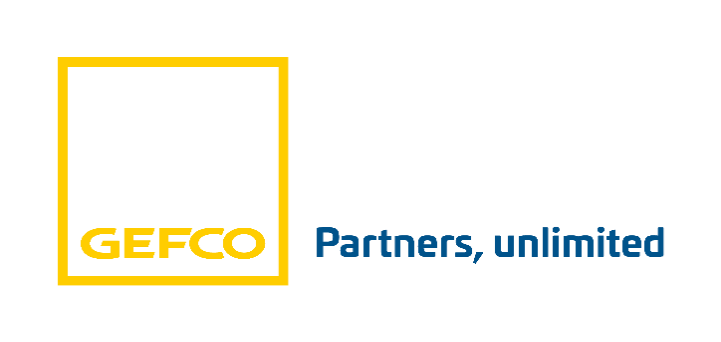 GEFCO
Partners, unlimited